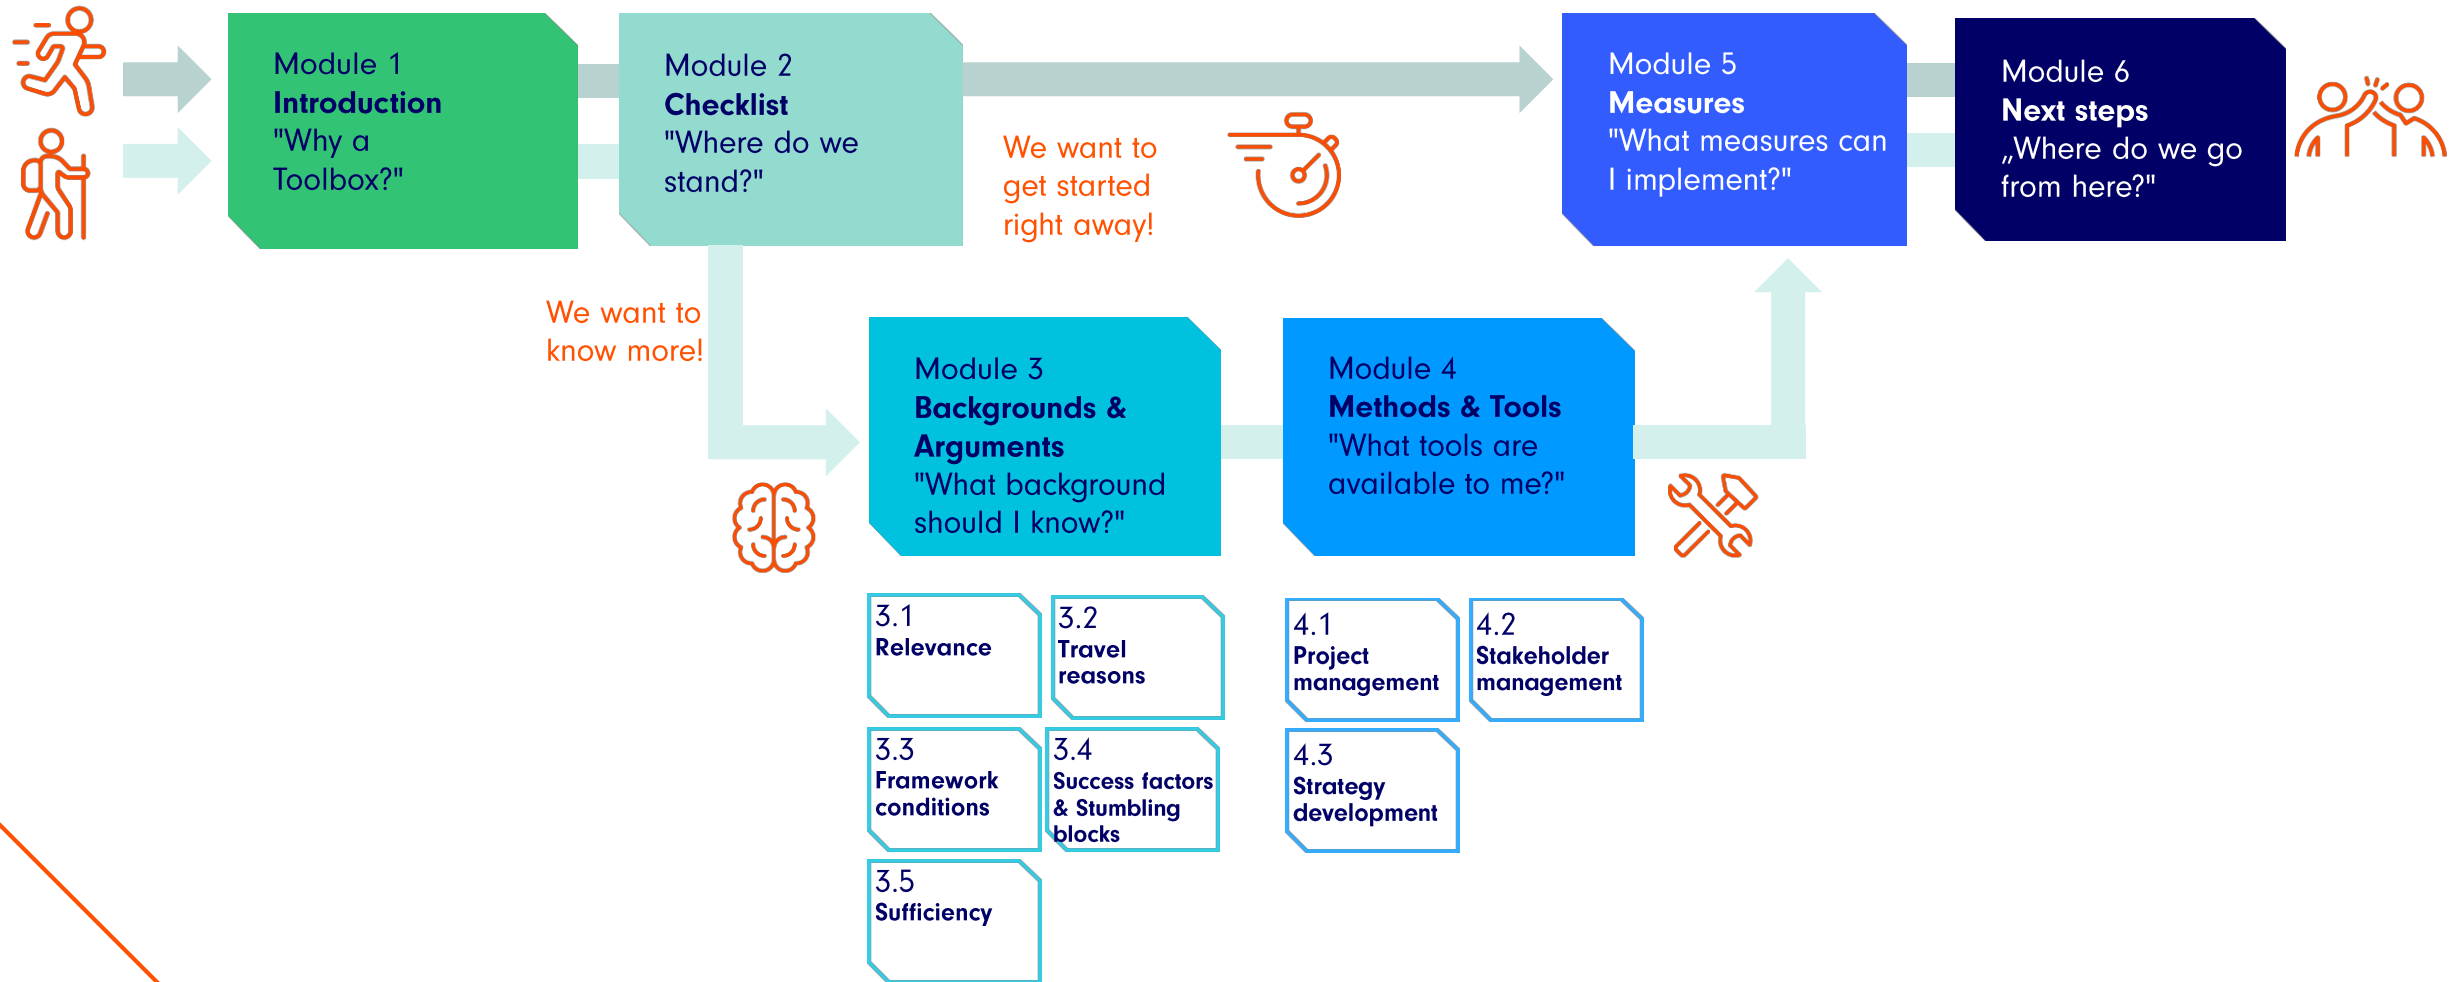 Module 1
Introduction
"Why a
Toolbox?"
Module 2
Checklist
"Where do we
stand?"
We want to
get started
right away!
Module 5
Measures
"What measures can
I implement?"
Module 6
Next steps
„Where do we go
from here?"
We want to
know more!
Module 3
Backgrounds &
Arguments
"What background
should I know?"
Module 4
Methods & Tools
"What tools are
available to me?"
3.1
Relevance
3.2
Travel
reasons
3.3
Framework
conditions
3.4
Success factors
& Stumbling
blocks
3.5
Sufficiency
4.1
Project
management
4.2
Stakeholder
management
4.3
Strategy
development